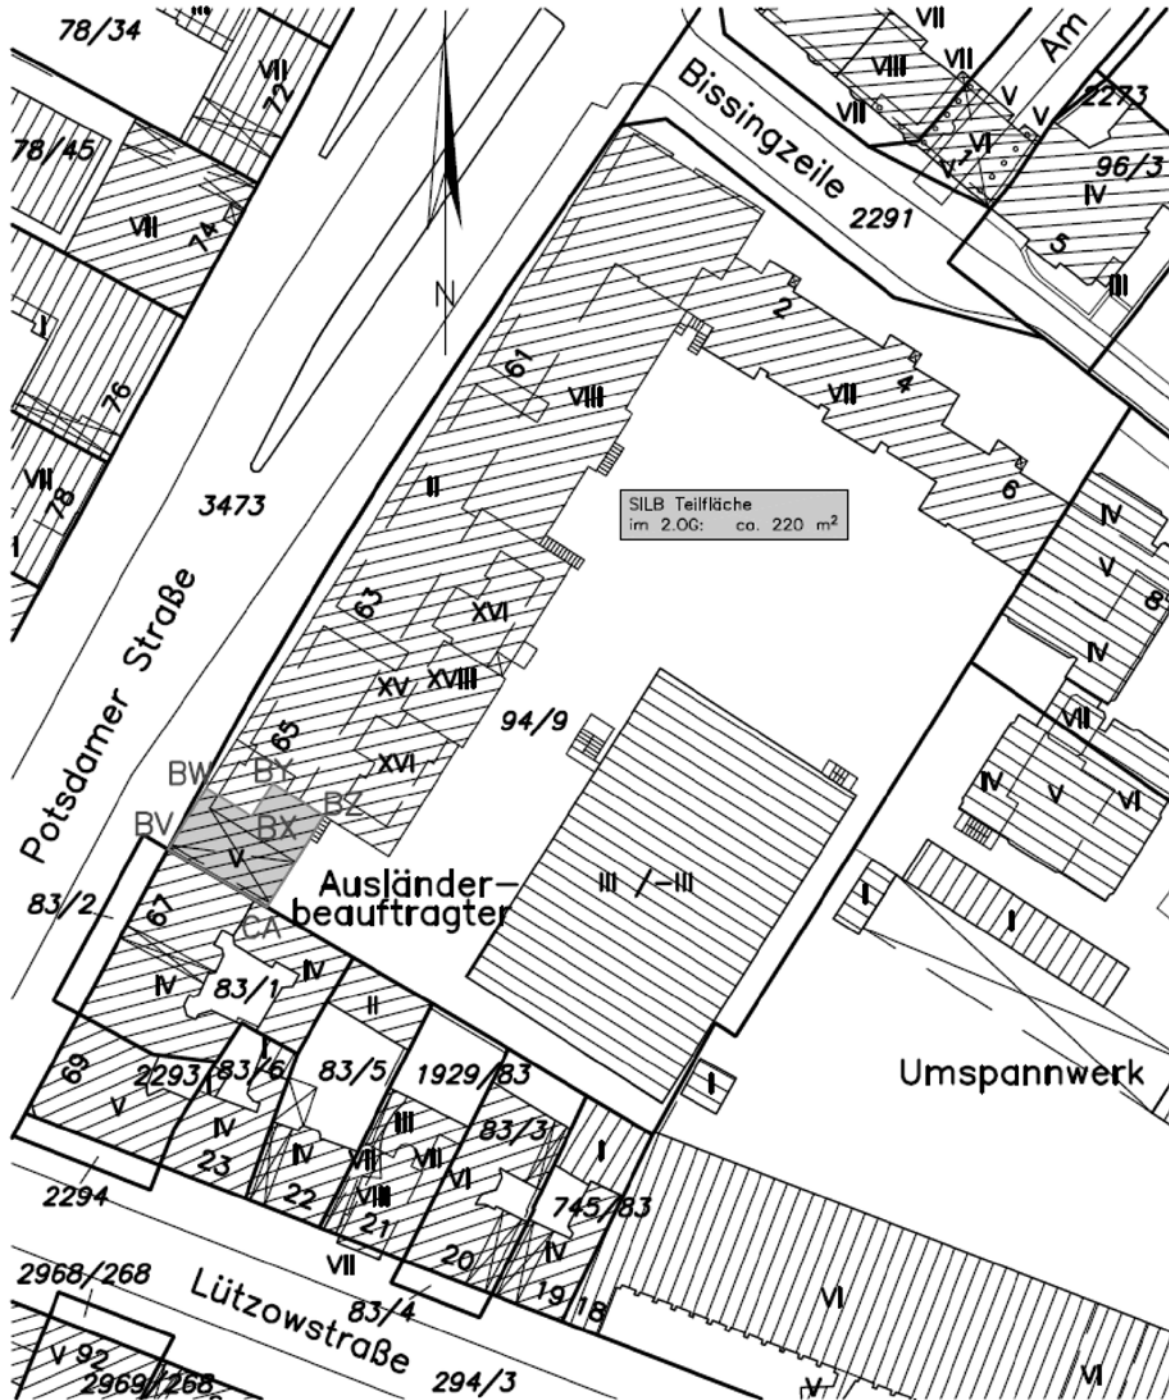 78/34
VII
72
78/45
VII
74
I
76
VII
78
I
3473
Potsdamer Straße
N
Bissingzeile
2291
VII
VIII
VII
VII
Am
V
V
VI
V
1
2273
96/3
IV
5
III
61
VIII
II
2
4
VII
6
SILB Teilfläche
im 2.OG: ca. 220 m²
63
XVI
XV
XVIII
65
XVI
94/9
IV
V
IV
VII
IV
V
VI
BW
BY
BZ
BV
BX
V
CA
Ausländer-
beauftragter
III /-III
I
I
83/2
67
IV
83/1
IV
II
69
2293
V
83/6
I
83/5
1929/83
Umspannwerk
I
IV
23
IV
22
III
VII
VII
VIII
21
83/3
VI
20
I
745/83
IV
19
18
2294
VII
83/4
Lützowstraße
2968/268
V 92
2969/268
294/3
VI
VI
V